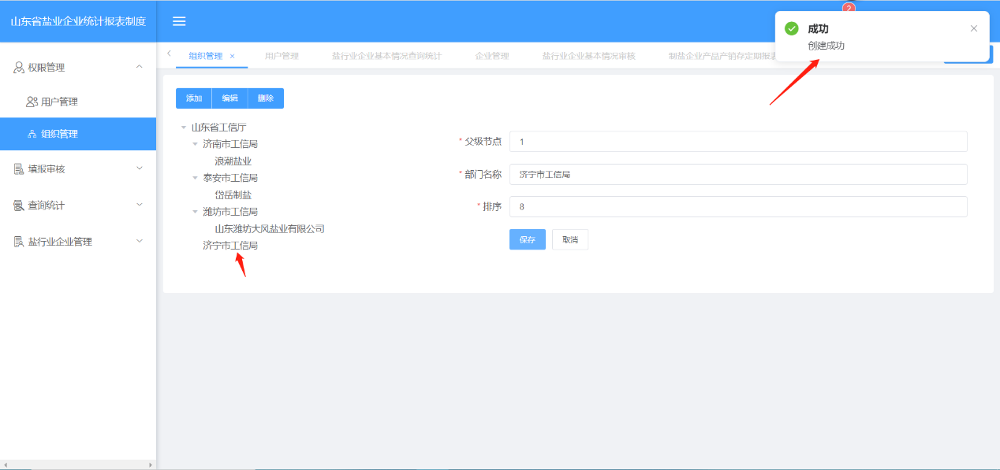 山东省盐业企业统计报表制度
2
成功
创建成功
权限管理
用户管理
组织管理
填报审核
查询统计
盐行业企业管理
组织管理
用户管理
盐行业企业基本情况查询统计
企业管理
盐行业企业基本情况审核
制盐企业产品产销存定期报表
添加
编辑
删除
山东省工信厅
济南市工信局
浪潮盐业
泰安市工信局
岱岳制盐
潍坊市工信局
山东潍坊大风盐业有限公司
济宁市工信局
* 父级节点
1
* 部门名称
济宁市工信局
* 排序
8
保存
取消